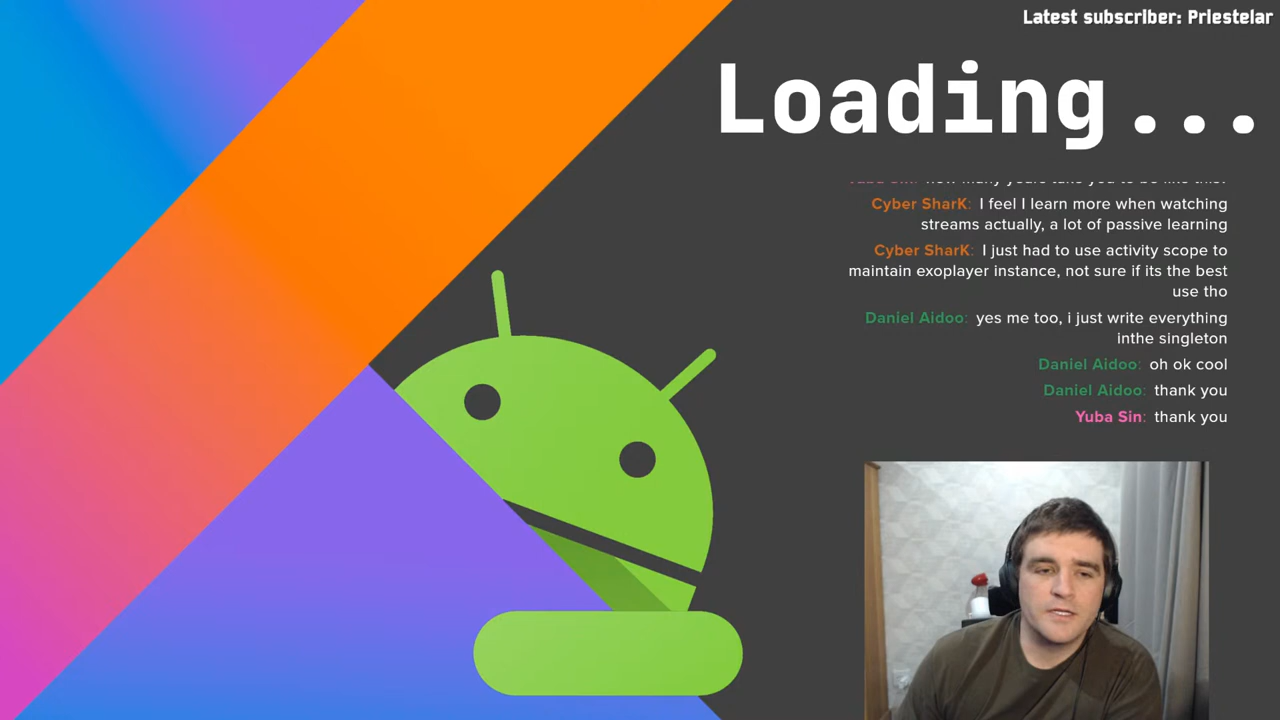 Latest subscriber: Priestelar
Loading...
Cyber SharK: I feel I learn more when watching
streams actually, a lot of passive learning
Cyber SharK: I just had to use activity scope to
maintain exoplayer instance, not sure if its the best
use tho
Daniel Aidoo: yes me too, i just write everything
inthe singleton
Daniel Aidoo: oh ok cool
Daniel Aidoo: thank you
Yuba Sin: thank you